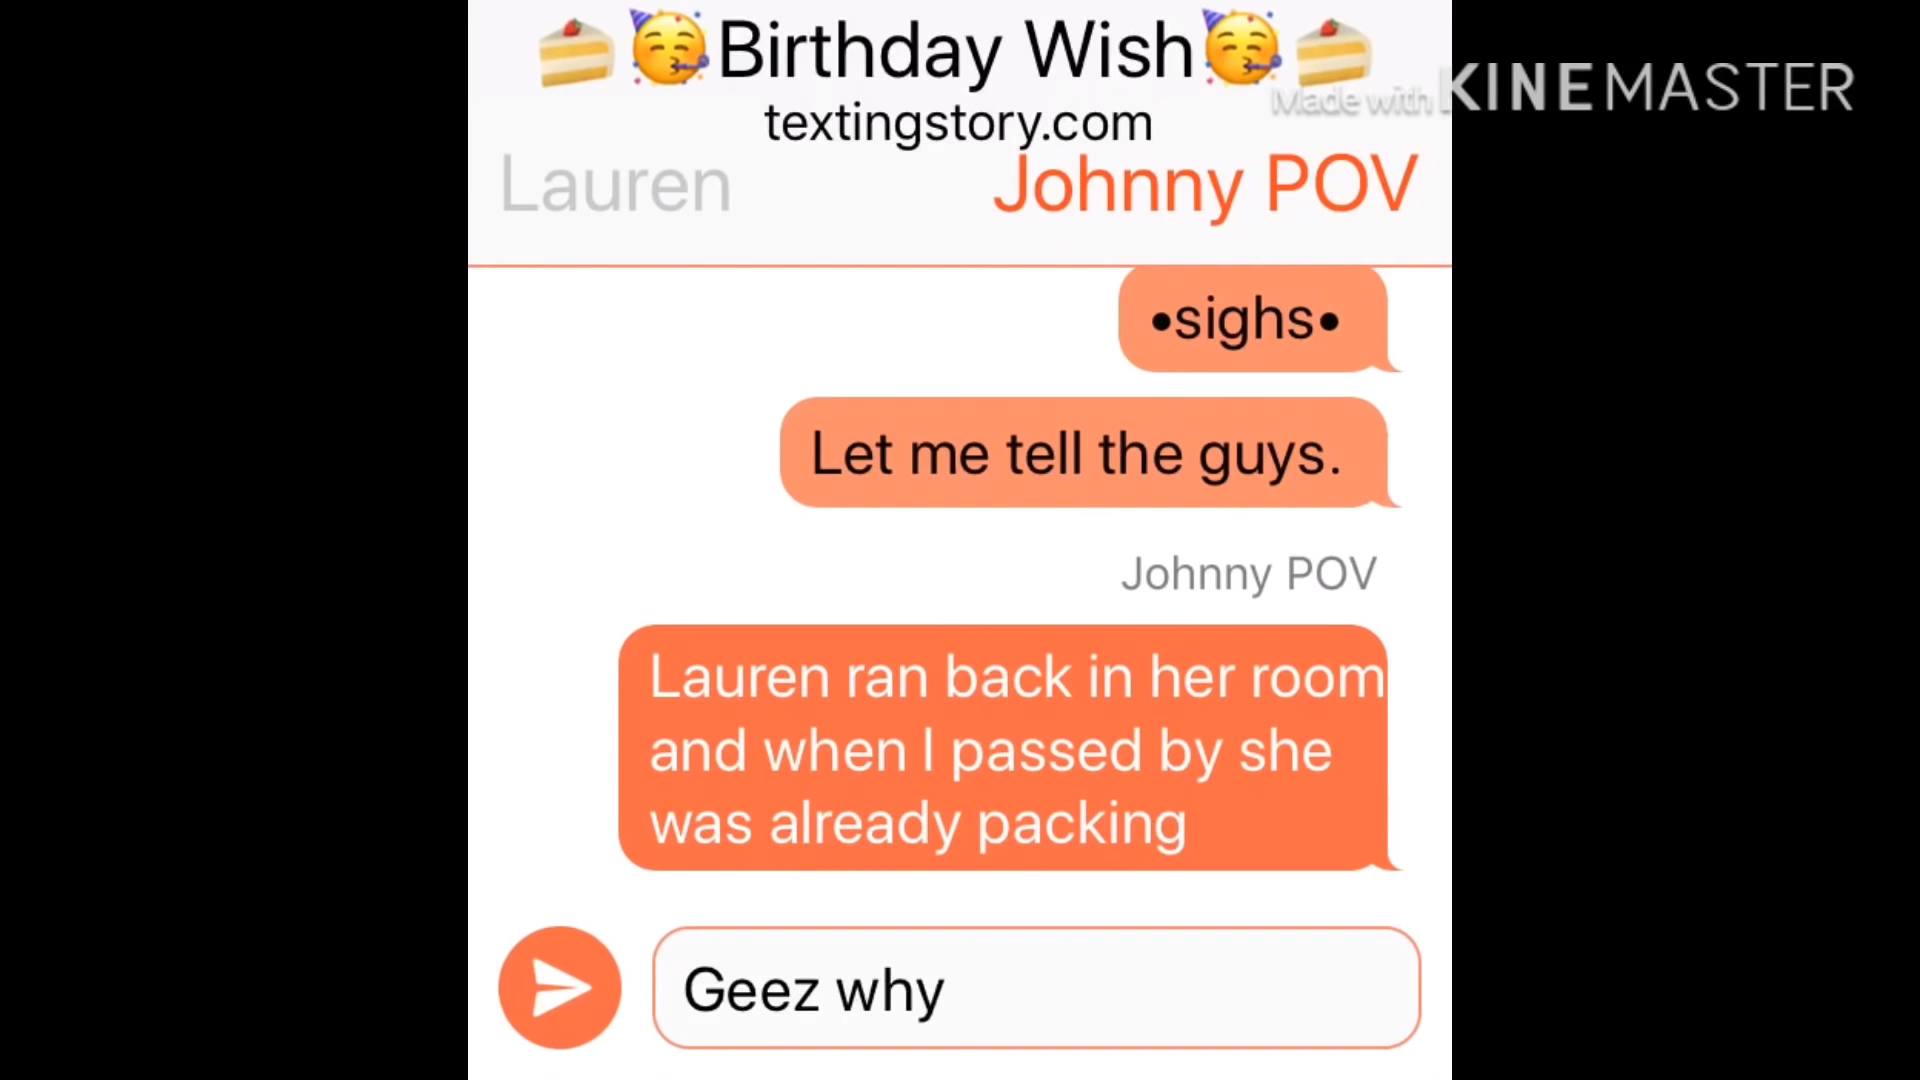 🍰🥳Birthday Wish🥳🍰
textingstory.com
Made with KINEMASTER
Lauren
Johnny POV
•sighs•
Let me tell the guys.
Johnny POV
Lauren ran back in her room
and when I passed by she
was already packing
Geez why